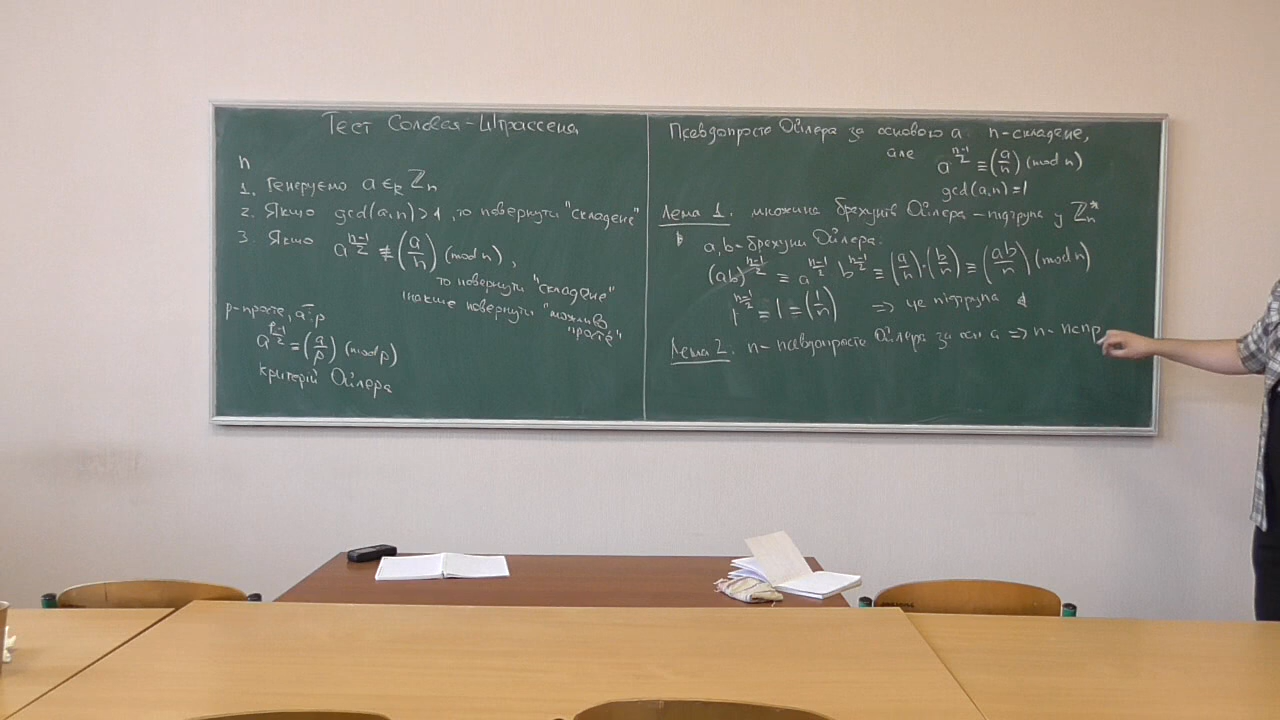 Тест Соловея-Штрассена
n
1. Генеруємо a ∈_R ℤ_n
2. Якщо gcd(a,n)>1, то повернути "складене"
3. Якщо a^{(n-1)/2} ≢ (a/n) (mod n),
то повернути "складене"
інакше повернути "можливо
просте"
p-просте, a⫶p
a^{(p-1)/2} ≡ (a/p) (mod p)
критерій Ойлера
Псевдопросте Ойлера за основою a: n-складене,
але a^{(n-1)/2} ≡ (a/n) (mod n)
gcd(a,n)=1
Лема 1. множина брехунів Ойлера – підгрупа у ℤ_n^*
a,b-брехуни Ойлера:
(ab)^{(n-1)/2} ≡ a^{(n-1)/2} b^{(n-1)/2} ≡ (a/n)·(b/n) ≡ (ab/n) (mod n)
1^{(n-1)/2} = 1 = (1/n) ⟹ це підгрупа
Лема 2. n-псевдопросте Ойлера за осн a ⟹ n-